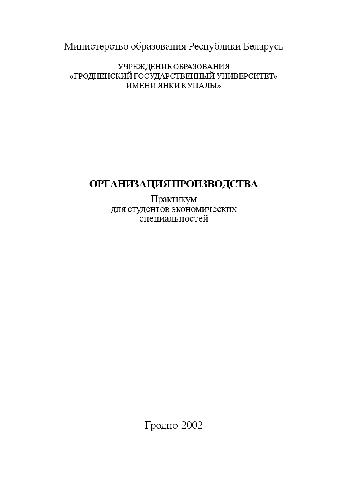 Министерство образования Республики Беларусь
УЧРЕЖДЕНИЕ ОБРАЗОВАНИЯ
«ГРОДНЕНСКИЙ ГОСУДАРСТВЕННЫЙ УНИВЕРСИТЕТ»
ИМЕНИ ЯНКИ КУПАЛЫ»
ОРГАНИЗАЦИЯ ПРОИЗВОДСТВА
Практикум
для студентов экономических
специальностей
Гродно 2002